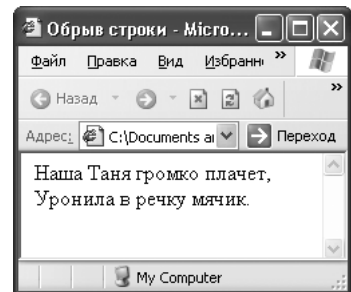 Обрыв строки - Micro...
Файл Правка Вид Избранн »
Назад »
Адрес: C:\Documents ai Переход
Наша Таня громко плачет,
Уронила в речку мячик.
My Computer